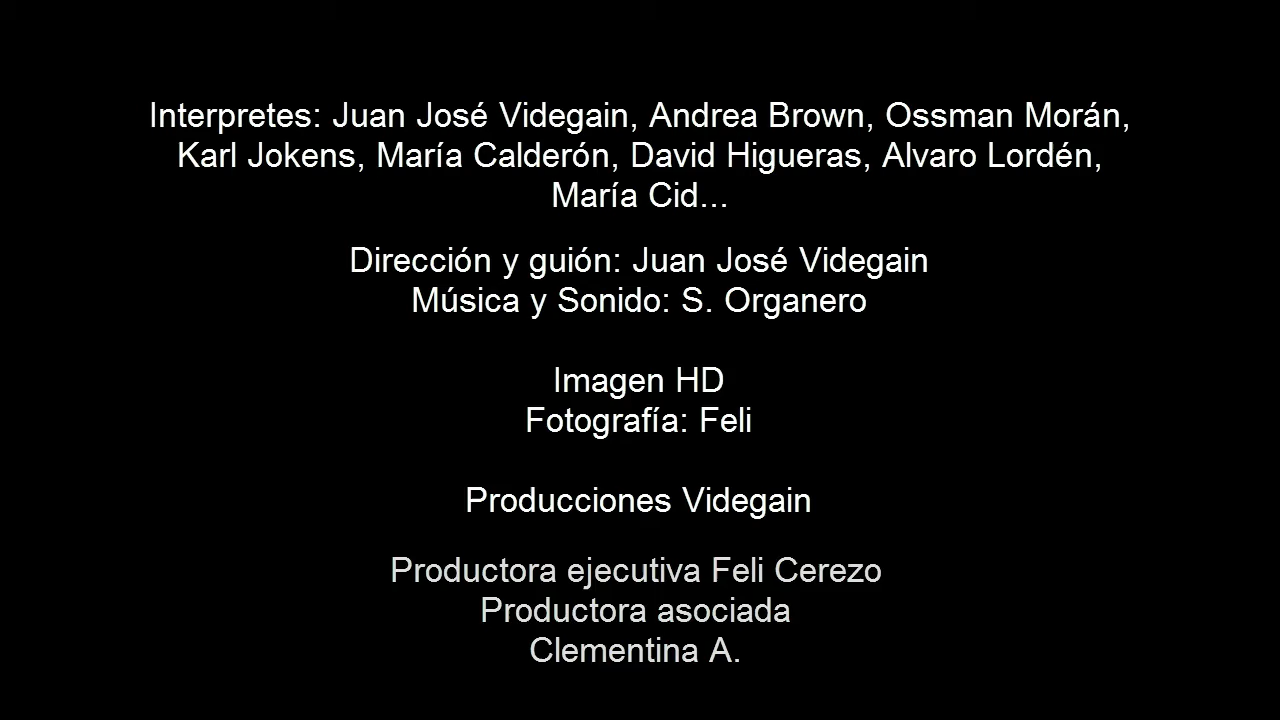 Interpretes: Juan José Videgain, Andrea Brown, Ossman Morán,
Karl Jokens, María Calderón, David Higueras, Alvaro Lordén,
María Cid...
Dirección y guión: Juan José Videgain
Música y Sonido: S. Organero
Imagen HD
Fotografía: Feli
Producciones Videgain
Productora ejecutiva Feli Cerezo
Productora asociada
Clementina A.